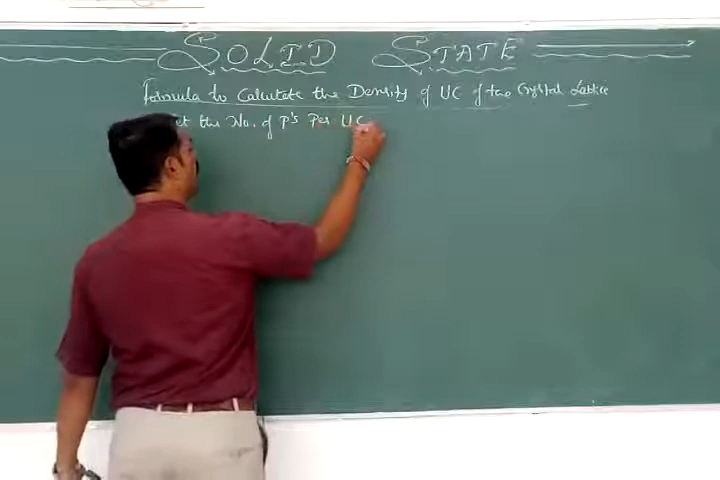 SOLID STATE
Formula to Calculate the Density of UC of the Crystal Lattice
the No. of P's Per UC